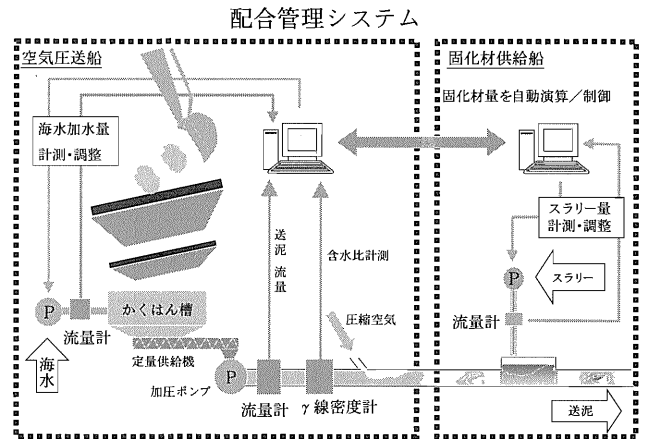 配合管理システム
空気圧送船
固化材供給船
固化材量を自動演算／制御
海水加水量
計測・調整
スラリー量
計測・調整
送泥 流量
含水比計測
P
スラリー
P
かくはん槽
流量計
圧縮空気
流量計
海水
定量供給機
加圧ポンプ
P
流量計
γ線密度計
送泥